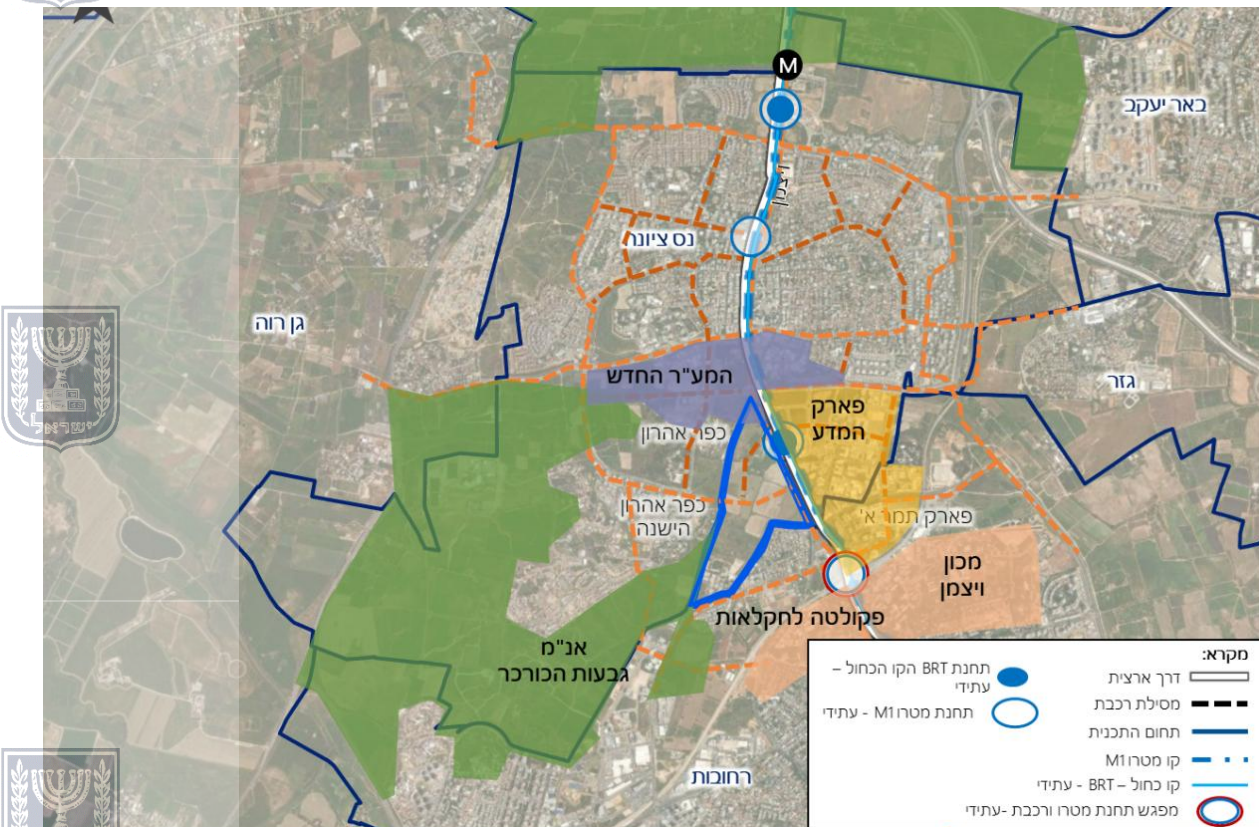 M
באר יעקב
ויצמן
נס ציונה
גן רוה
המע"ר החדש
גזר
פארק
המדע
כפר אהרון
כפר אהרון
הישנה
פארק תמר א'
מכון
ויצמן
פקולטה לחקלאות
אנ"מ
גבעות הכורכר
רחובות
מקרא:
דרך ארצית
מסילת רכבת
תחום התכנית
קו מטרו M1
קו כחול – BRT - עתידי
מפגש תחנת מטרו ורכבת -עתידי
תחנת BRT הקו הכחול –
עתידי
תחנת מטרו M1 - עתידי
ישראל